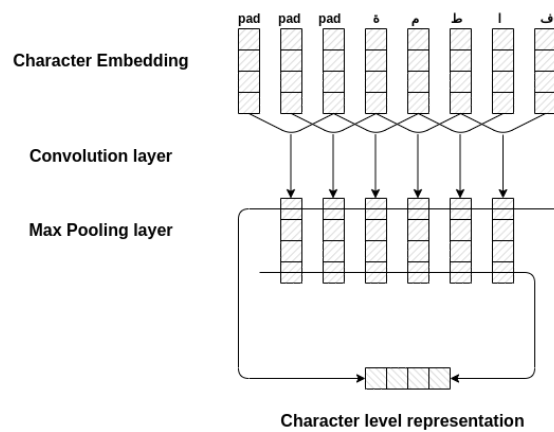 pad pad pad ة م ط ا ف
Character Embedding
Convolution layer
Max Pooling layer
Character level representation